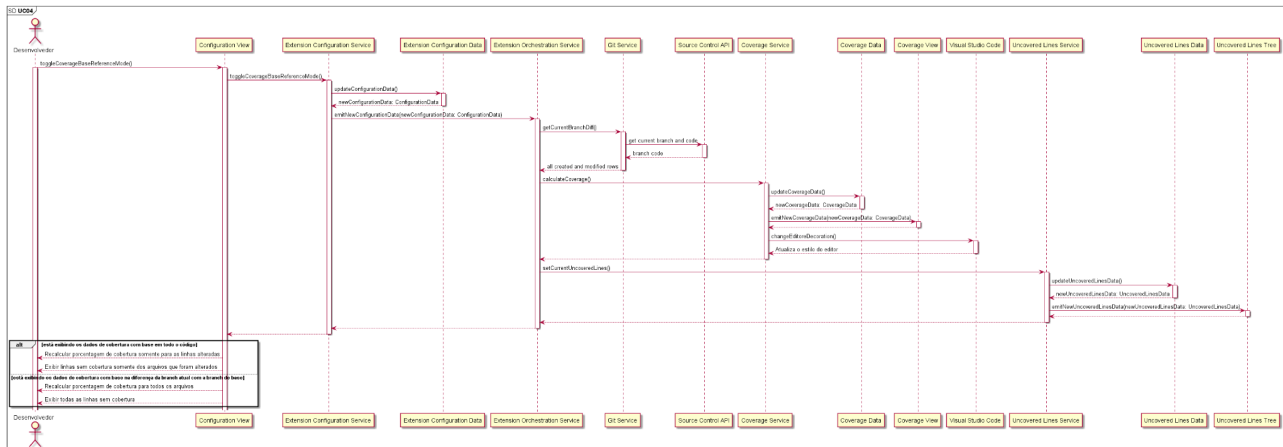 SD UC04
Desenvolveder
Configuration View
Extension Configuration Service
Extension Configuration Data
Extension Orchestration Service
Git Service
Source Control API
Coverage Service
Coverage Data
Coverage View
Visual Studio Code
Uncovered Lines Service
Uncovered Lines Data
Uncovered Lines Tree
toggleCoverageBaseReferenceMode()
toggleCoverageBaseReferenceMode()
updateConfigurationData()
newConfigurationData: ConfigurationData
emitNewConfigurationData(newConfigurationData: ConfigurationData)
getCurrentBranchDiff()
get current branch and code
branch code
all created and modified rows
calculateCoverage()
updateCoverageData()
newCoverageData: CoverageData
emitNewCoverageData(newCoverageData: CoverageData)
changeEditoreDecoration()
Atualiza o estilo do editor
setCurrentUncoveredLines()
updateUncoveredLinesData()
newUncoveredLinesData: UncoveredLinesData
emitNewUncoveredLinesData(newUncoveredLinesData: UncoveredLinesData)
alt [está exibindo os dados de cobertura com base em todo o código]
Recalcular porcentagem de cobertura somente para as linhas alteradas
Exibir linhas sem cobertura somente dos arquivos que foram alterados
[está exibindo os dados de cobertura com base na diferença da branch atual com a branch de base]
Recalcular porcentagem de cobertura para todos os arquivos
Exibir todas as linhas sem cobertura
Desenvolveder
Configuration View
Extension Configuration Service
Extension Configuration Data
Extension Orchestration Service
Git Service
Source Control API
Coverage Service
Coverage Data
Coverage View
Visual Studio Code
Uncovered Lines Service
Uncovered Lines Data
Uncovered Lines Tree